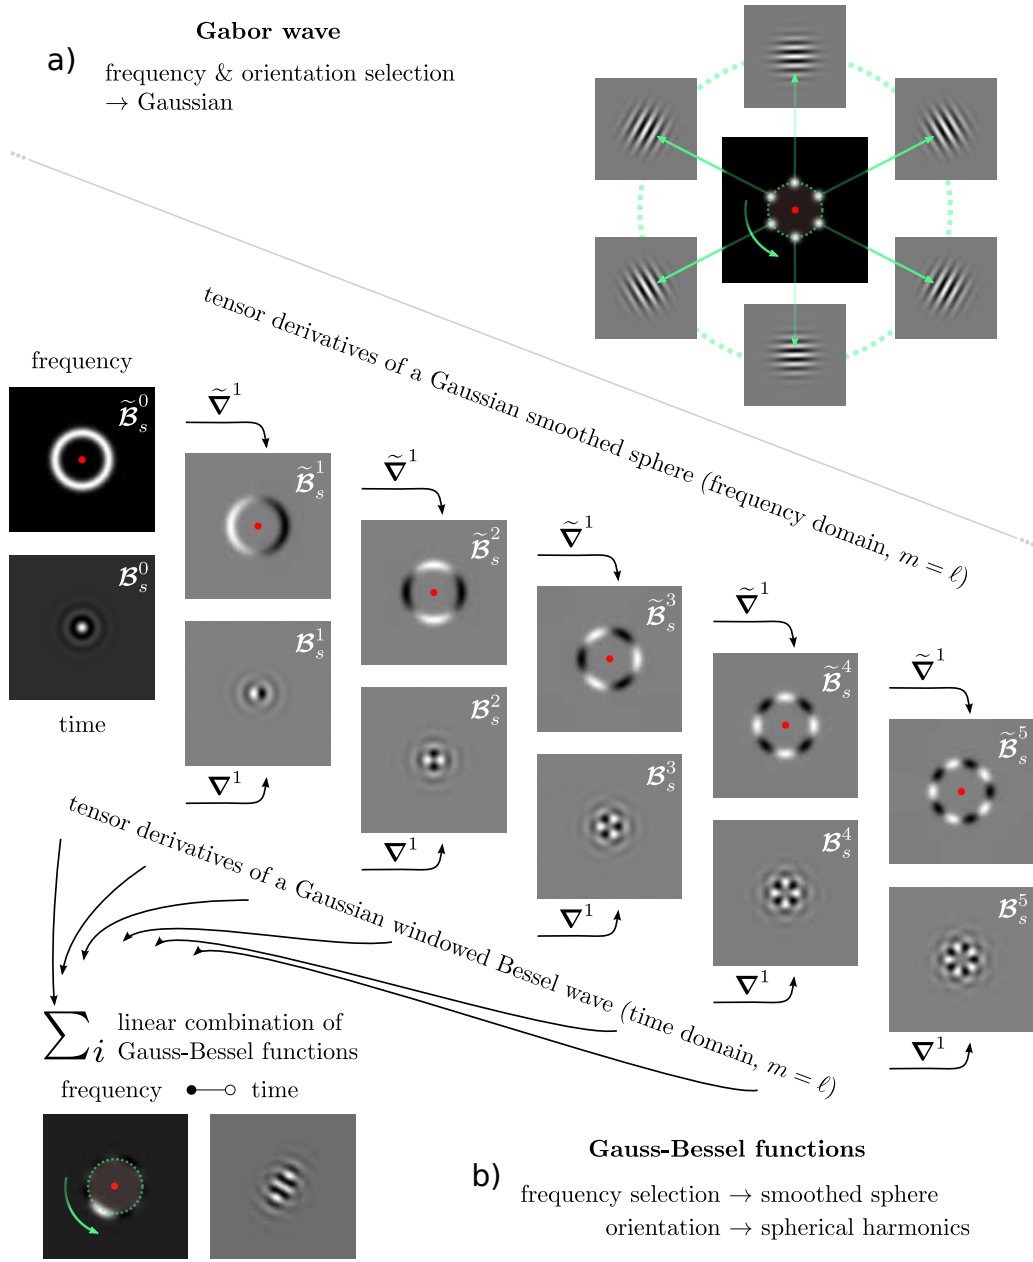 Gabor wave
a)
frequency & orientation selection
→ Gaussian
tensor derivatives of a Gaussian smoothed sphere (frequency domain, m = ℓ)
frequency
𝓑̃⁰ₛ
𝓑⁰ₛ
time
∇̃¹
𝓑̃¹ₛ
𝓑¹ₛ
∇¹
∇̃¹
𝓑̃²ₛ
𝓑²ₛ
∇¹
∇̃¹
𝓑̃³ₛ
𝓑³ₛ
∇¹
∇̃¹
𝓑̃⁴ₛ
𝓑⁴ₛ
∇¹
∇̃¹
𝓑̃⁵ₛ
𝓑⁵ₛ
∇¹
tensor derivatives of a Gaussian windowed Bessel wave (time domain, m = ℓ)
∑ᵢ linear combination of
Gauss-Bessel functions
frequency ●—○ time
Gauss-Bessel functions
b)
frequency selection → smoothed sphere
orientation → spherical harmonics